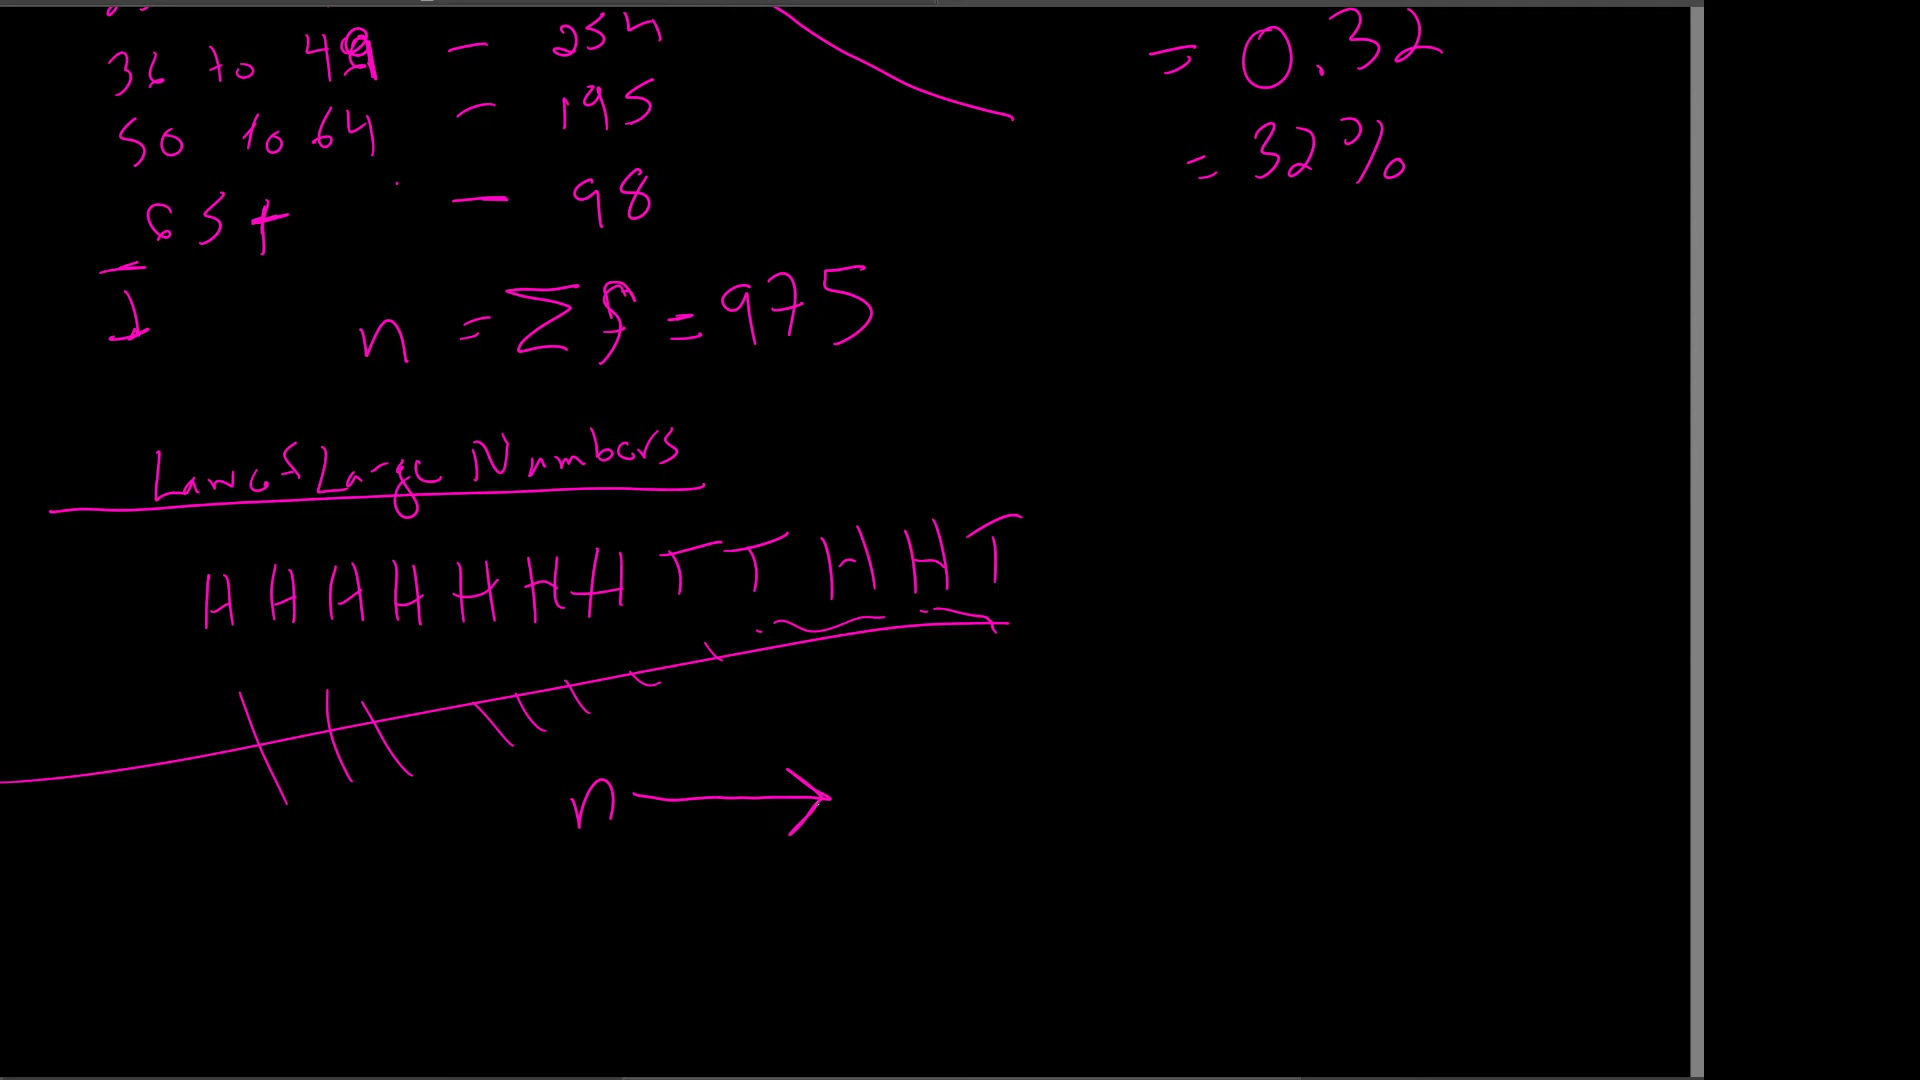 36 to 49 — 254
50 to 64 — 195
65+ — 98
I n = Σf = 975
= 0.32
= 32%
Law of Large Numbers
H H H H H H H T T H H T
n →